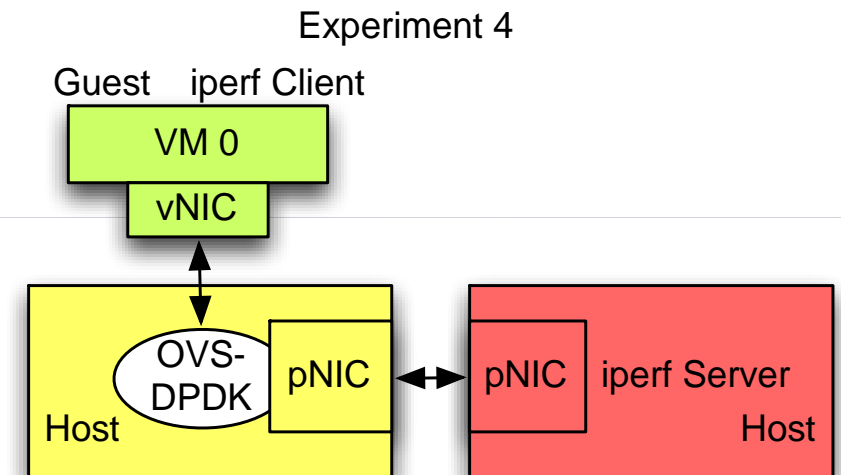 Experiment 4
Guest iperf Client
VM 0
vNIC
OVS-
DPDK
pNIC
Host
pNIC
iperf Server
Host